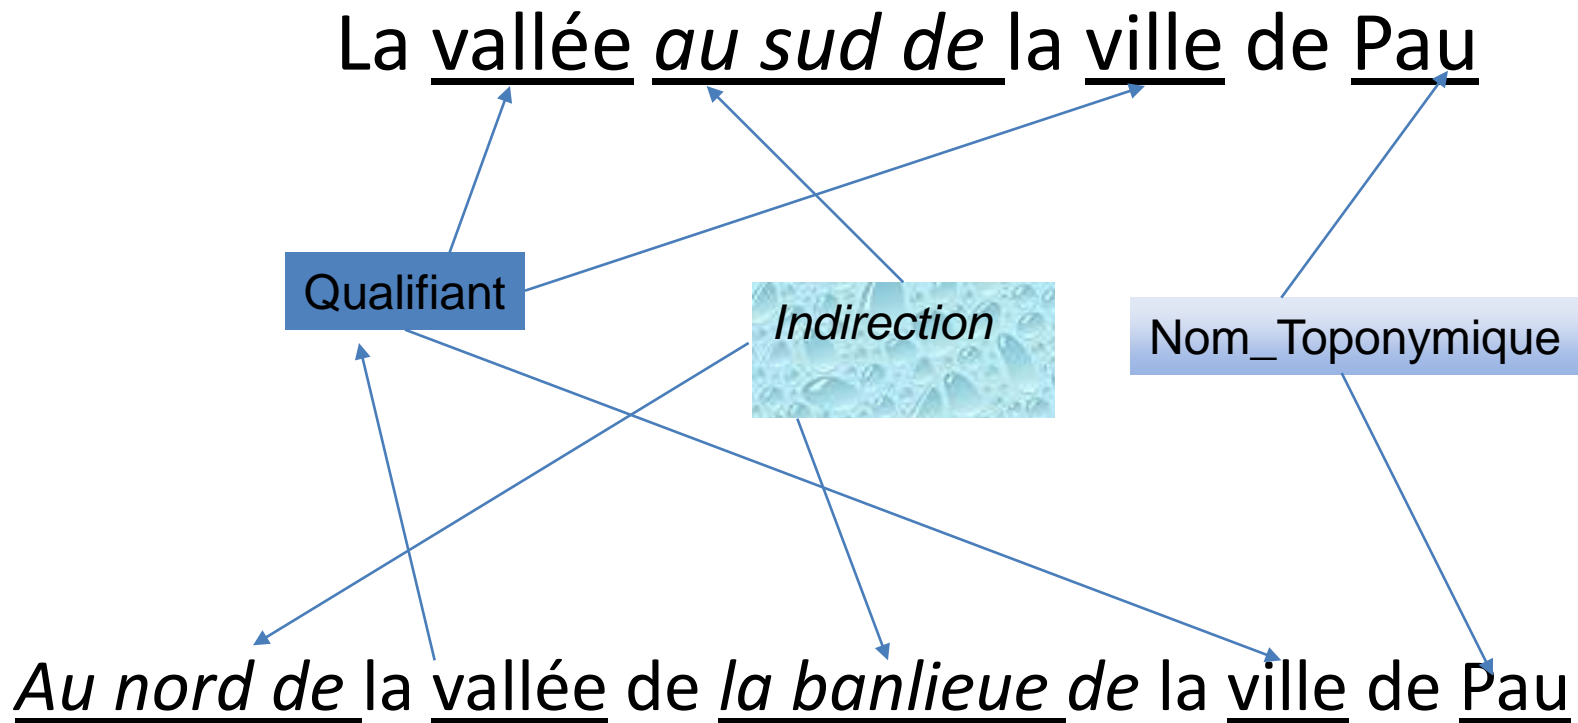 La vallée au sud de la ville de Pau
Qualifiant
Indirection
Nom_Toponymique
Au nord de la vallée de la banlieue de la ville de Pau